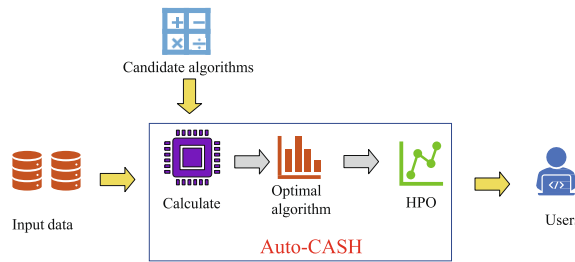 Candidate algorithms
Input data
Calculate
Optimal
algorithm
HPO
User
Auto-CASH